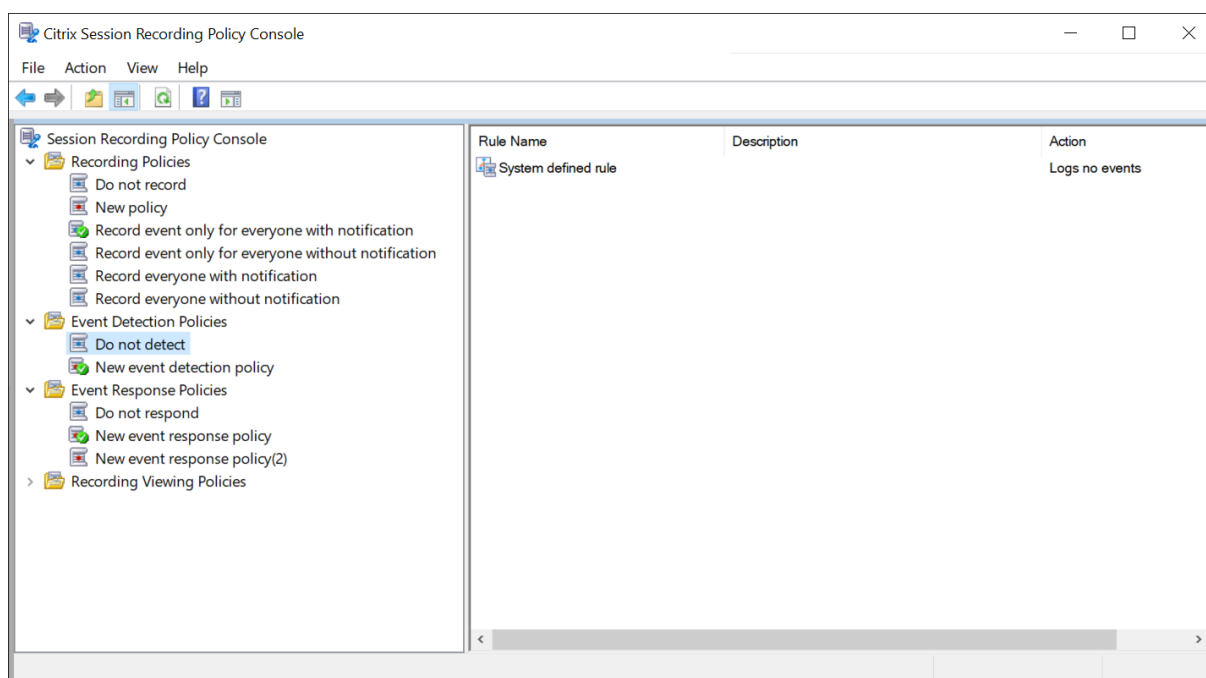 Citrix Session Recording Policy Console
File Action View Help
Session Recording Policy Console
Recording Policies
Do not record
New policy
Record event only for everyone with notification
Record event only for everyone without notification
Record everyone with notification
Record everyone without notification
Event Detection Policies
Do not detect
New event detection policy
Event Response Policies
Do not respond
New event response policy
New event response policy(2)
Recording Viewing Policies
Rule Name Description Action
System defined rule Logs no events